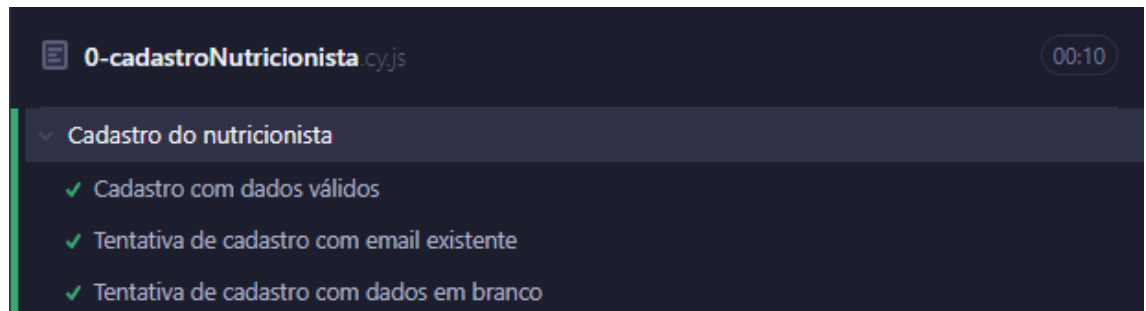 0-cadastroNutricionista.cy.js 00:10
Cadastro do nutricionista
Cadastro com dados válidos
Tentativa de cadastro com email existente
Tentativa de cadastro com dados em branco